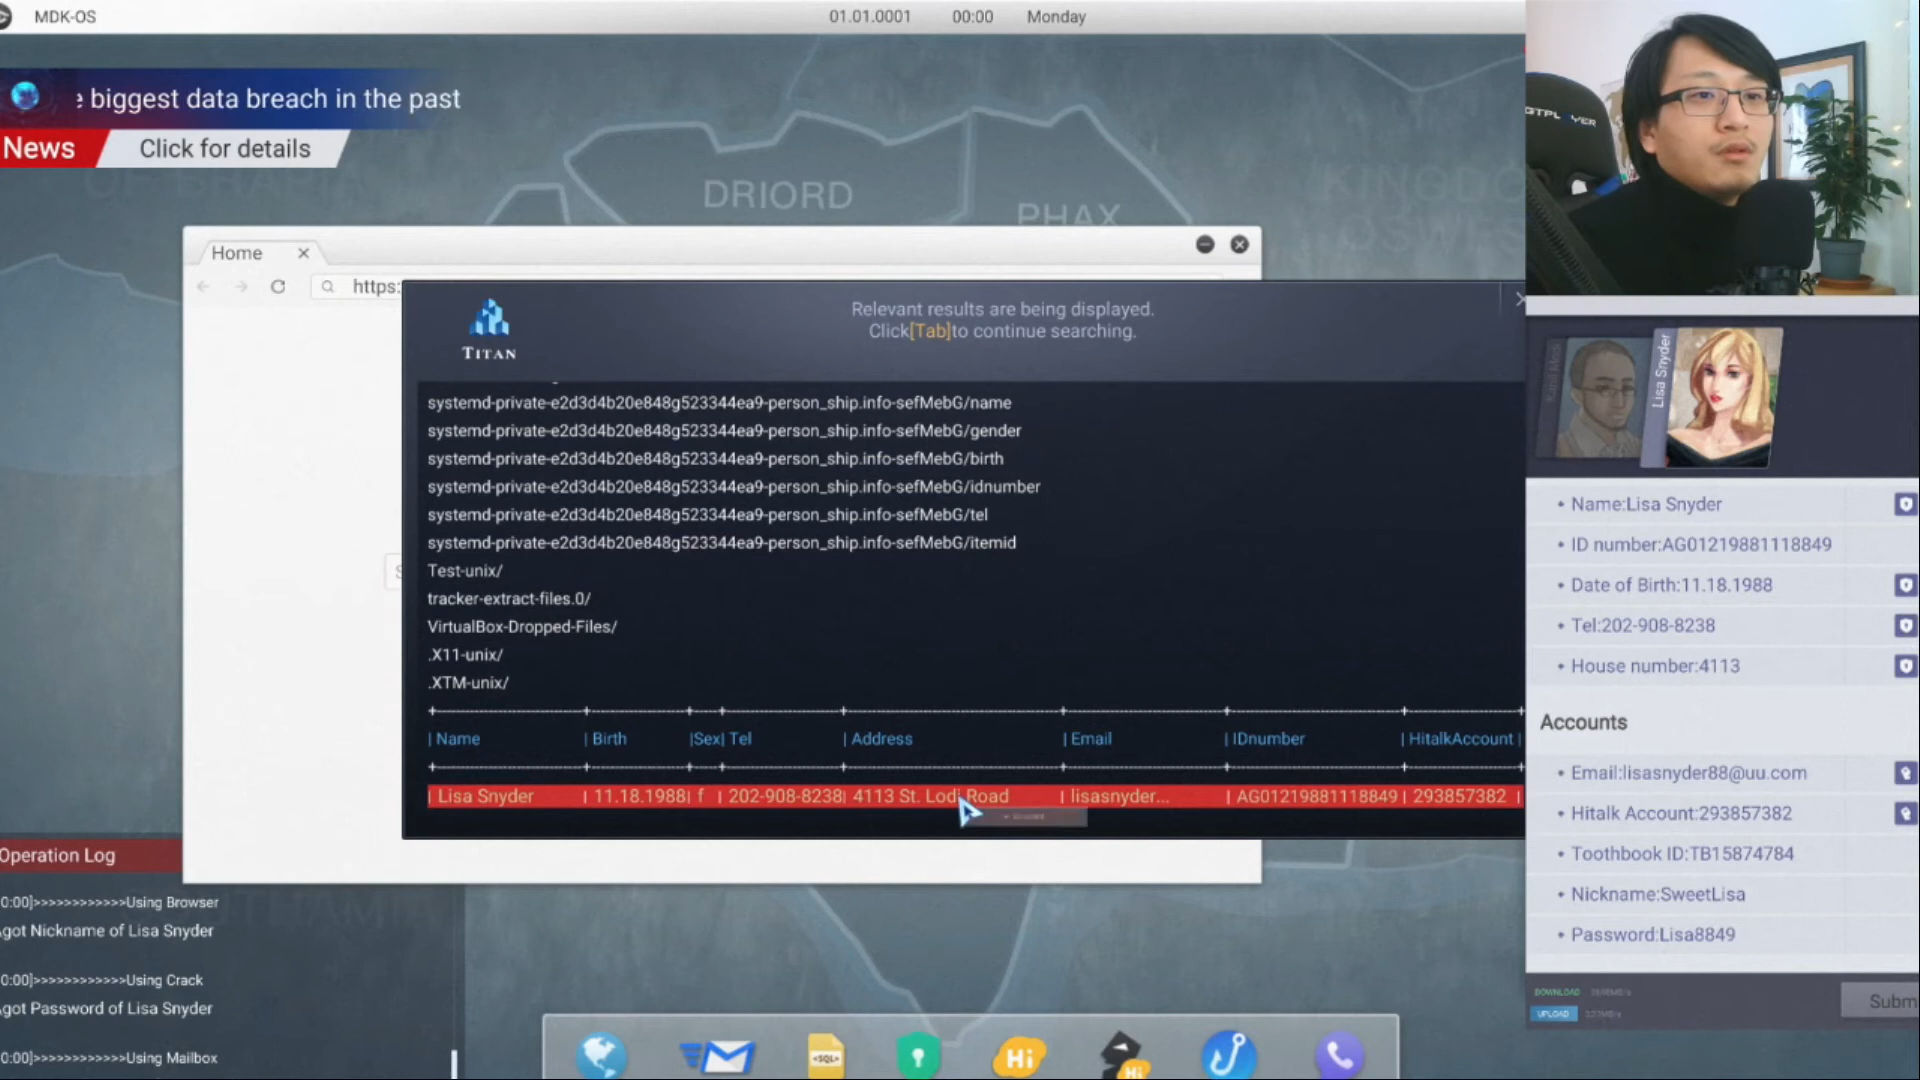 MDK-OS
01.01.0001 00:00 Monday
biggest data breach in the past
News Click for details
DRIORD
PHAX
Home
https:
TITAN
Relevant results are being displayed.
Click[Tab]to continue searching.
systemd-private-e2d3d4b20e848g523344ea9-person_ship.info-sefMebG/name
systemd-private-e2d3d4b20e848g523344ea9-person_ship.info-sefMebG/gender
systemd-private-e2d3d4b20e848g523344ea9-person_ship.info-sefMebG/birth
systemd-private-e2d3d4b20e848g523344ea9-person_ship.info-sefMebG/idnumber
systemd-private-e2d3d4b20e848g523344ea9-person_ship.info-sefMebG/tel
systemd-private-e2d3d4b20e848g523344ea9-person_ship.info-sefMebG/itemid
Test-unix/
tracker-extract-files.0/
VirtualBox-Dropped-Files/
.X11-unix/
.XTM-unix/
| Name | Birth |Sex| Tel | Address | Email | IDnumber | HitalkAccount |
| Lisa Snyder | 11.18.1988| f | 202-908-8238| 4113 St. Lodi Road | lisasnyder... | AG01219881118849 | 293857382 |
Operation Log
0:00]>>>>>>>>>>>>Using Browser
got Nickname of Lisa Snyder
0:00]>>>>>>>>>>>>Using Crack
got Password of Lisa Snyder
0:00]>>>>>>>>>>>>Using Mailbox
<SQL>
Hi
Hi
GTPLAYER
Lisa Snyder
• Name:Lisa Snyder
• ID number:AG01219881118849
• Date of Birth:11.18.1988
• Tel:202-908-8238
• House number:4113
Accounts
• Email:lisasnyder88@uu.com
• Hitalk Account:293857382
• Toothbook ID:TB15874784
• Nickname:SweetLisa
• Password:Lisa8849
DOWNLOAD
UPLOAD
Subm